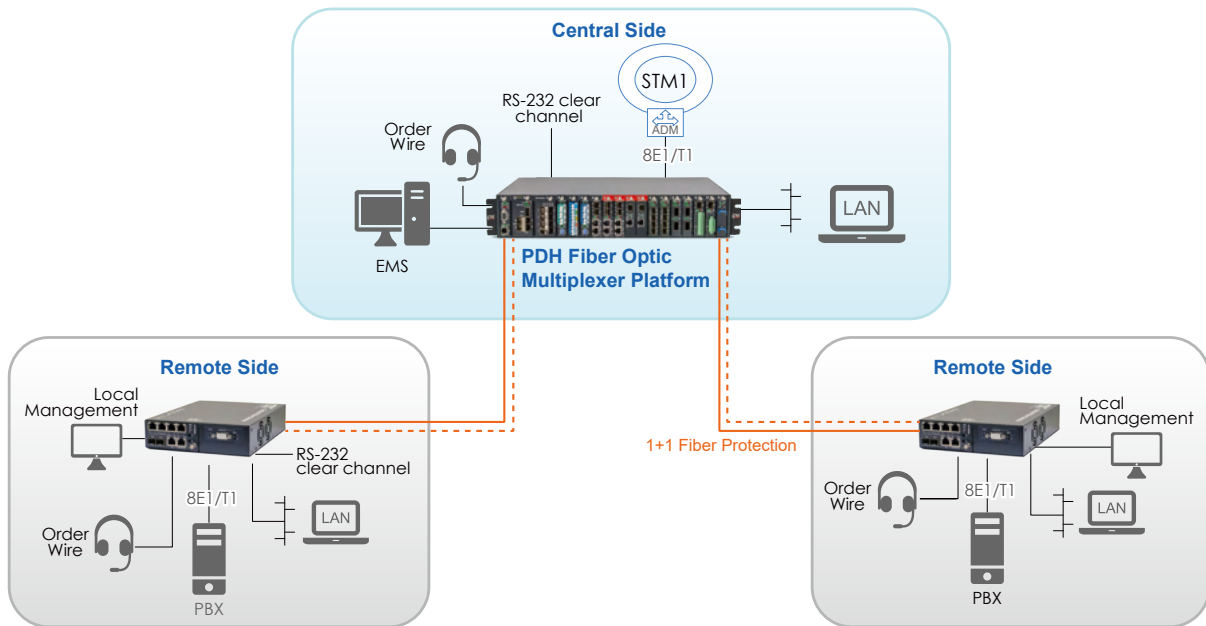 Central Side
STM1
ADM
8E1/T1
RS-232 clear
channel
Order
Wire
EMS
LAN
PDH Fiber Optic
Multiplexer Platform
Remote Side
Local
Management
RS-232
clear channel
8E1/T1
Order
Wire
LAN
PBX
1+1 Fiber Protection
Remote Side
Local
Management
Order
Wire
8E1/T1
LAN
PBX